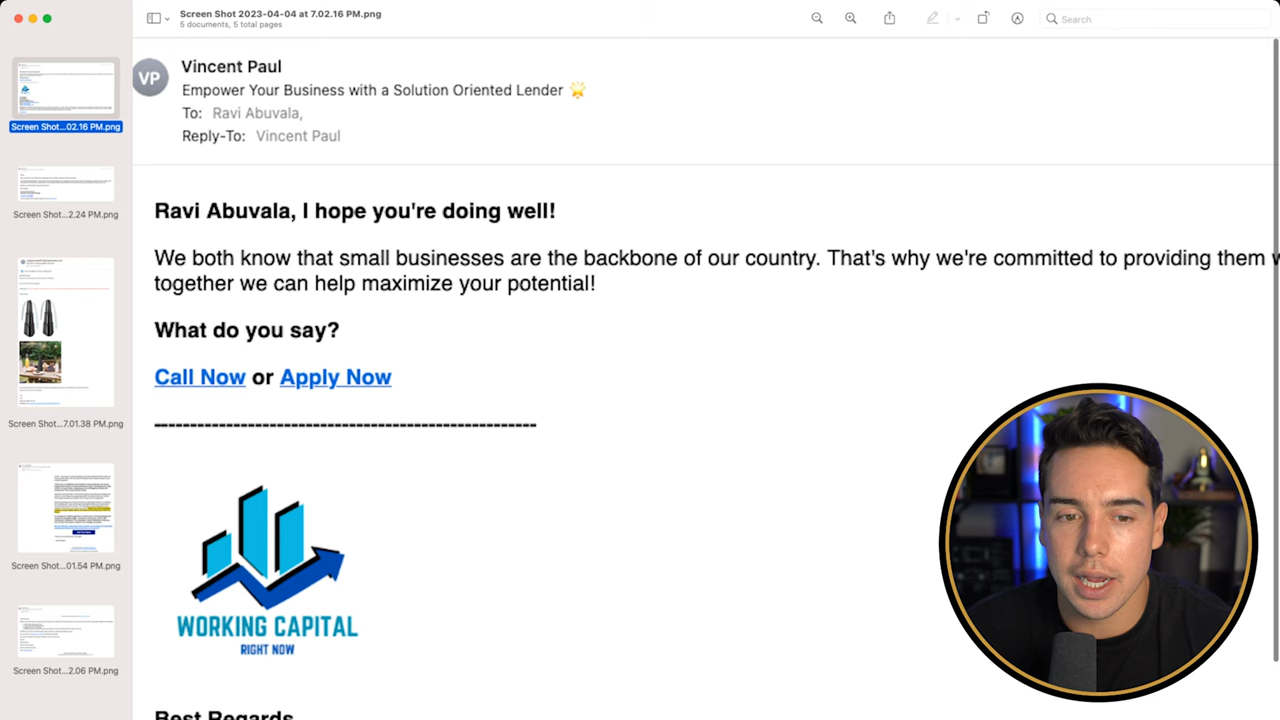 Screen Shot 2023-04-04 at 7.02.16 PM.png
5 documents, 5 total pages
Search
Screen Shot...02.16 PM.png
Screen Shot...2.24 PM.png
Screen Shot...7.01.38 PM.png
Screen Shot...01.54 PM.png
Screen Shot...2.06 PM.png
VP
Vincent Paul
Empower Your Business with a Solution Oriented Lender
To: Ravi Abuvala,
Reply-To: Vincent Paul
Ravi Abuvala, I hope you're doing well!
We both know that small businesses are the backbone of our country. That's why we're committed to providing them w
together we can help maximize your potential!
What do you say?
Call Now or Apply Now
-----------------------------------------------------
WORKING CAPITAL
RIGHT NOW
Best Regards